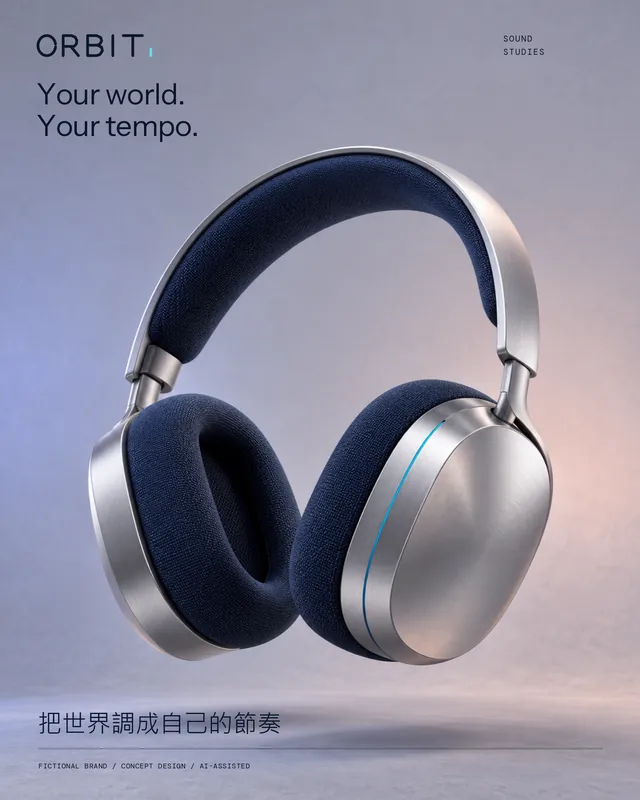 ORBIT
SOUND
STUDIES
Your world.
Your tempo.
把世界調成自己的節奏
FICTIONAL BRAND / CONCEPT DESIGN / AI-ASSISTED